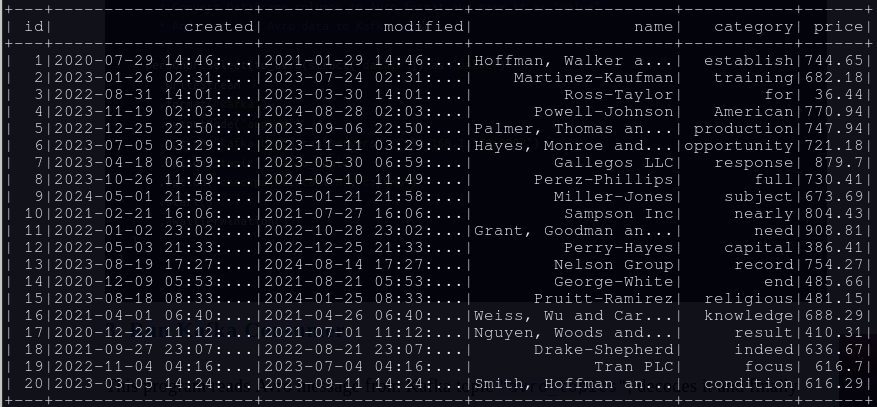 +---+--------------------+--------------------+--------------------+-----------+------+
| id|             created|            modified|                name|   category| price|
+---+--------------------+--------------------+--------------------+-----------+------+
|  1|2020-07-29 14:46:...|2021-01-29 14:46:...|Hoffman, Walker a...|  establish|744.65|
|  2|2023-01-26 02:31:...|2023-07-24 02:31:...|    Martinez-Kaufman|   training|682.18|
|  3|2022-08-31 14:01:...|2023-03-30 14:01:...|         Ross-Taylor|        for| 36.44|
|  4|2023-11-19 02:03:...|2024-08-28 02:03:...|      Powell-Johnson|   American|770.94|
|  5|2022-12-25 22:50:...|2023-09-06 22:50:...|Palmer, Thomas an...| production|747.94|
|  6|2023-07-05 03:29:...|2023-11-11 03:29:...|Hayes, Monroe and...|opportunity|721.18|
|  7|2023-04-18 06:59:...|2023-05-30 06:59:...|        Gallegos LLC|   response| 879.7|
|  8|2023-10-26 11:49:...|2024-06-10 11:49:...|      Perez-Phillips|       full|730.41|
|  9|2024-05-01 21:58:...|2025-01-21 21:58:...|        Miller-Jones|    subject|673.69|
| 10|2021-02-21 16:06:...|2021-07-27 16:06:...|         Sampson Inc|     nearly|804.43|
| 11|2022-01-02 23:02:...|2022-10-28 23:02:...|Grant, Goodman an...|       need|908.81|
| 12|2022-05-03 21:33:...|2022-12-25 21:33:...|         Perry-Hayes|    capital|386.41|
| 13|2023-08-19 17:27:...|2024-08-14 17:27:...|        Nelson Group|     record|754.27|
| 14|2020-12-09 05:53:...|2021-05-21 05:53:...|        George-White|        end|485.66|
| 15|2023-08-18 08:33:...|2024-01-25 08:33:...|      Pruitt-Ramirez|  religious|481.15|
| 16|2021-04-01 06:40:...|2021-04-26 06:40:...|Weiss, Wu and Car...|  knowledge|688.29|
| 17|2020-12-22 11:12:...|2021-07-01 11:12:...|Nguyen, Woods and...|     result|410.31|
| 18|2021-09-27 23:07:...|2022-08-21 23:07:...|      Drake-Shepherd|     indeed|636.67|
| 19|2022-11-04 04:16:...|2023-07-04 04:16:...|            Tran PLC|      focus| 616.7|
| 20|2023-03-05 14:24:...|2023-09-11 14:24:...|Smith, Hoffman an...|  condition|616.29|
+---+--------------------+--------------------+--------------------+-----------+------+